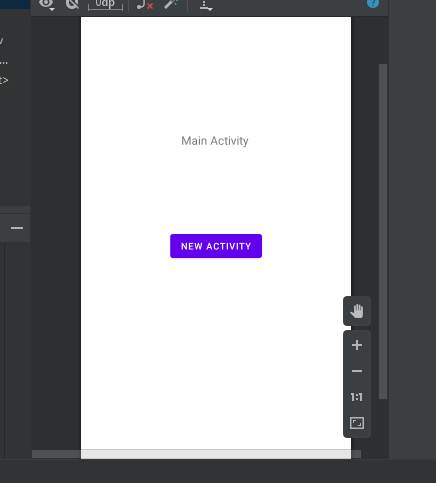 0dp
...
t>
Main Activity
NEW ACTIVITY
1:1